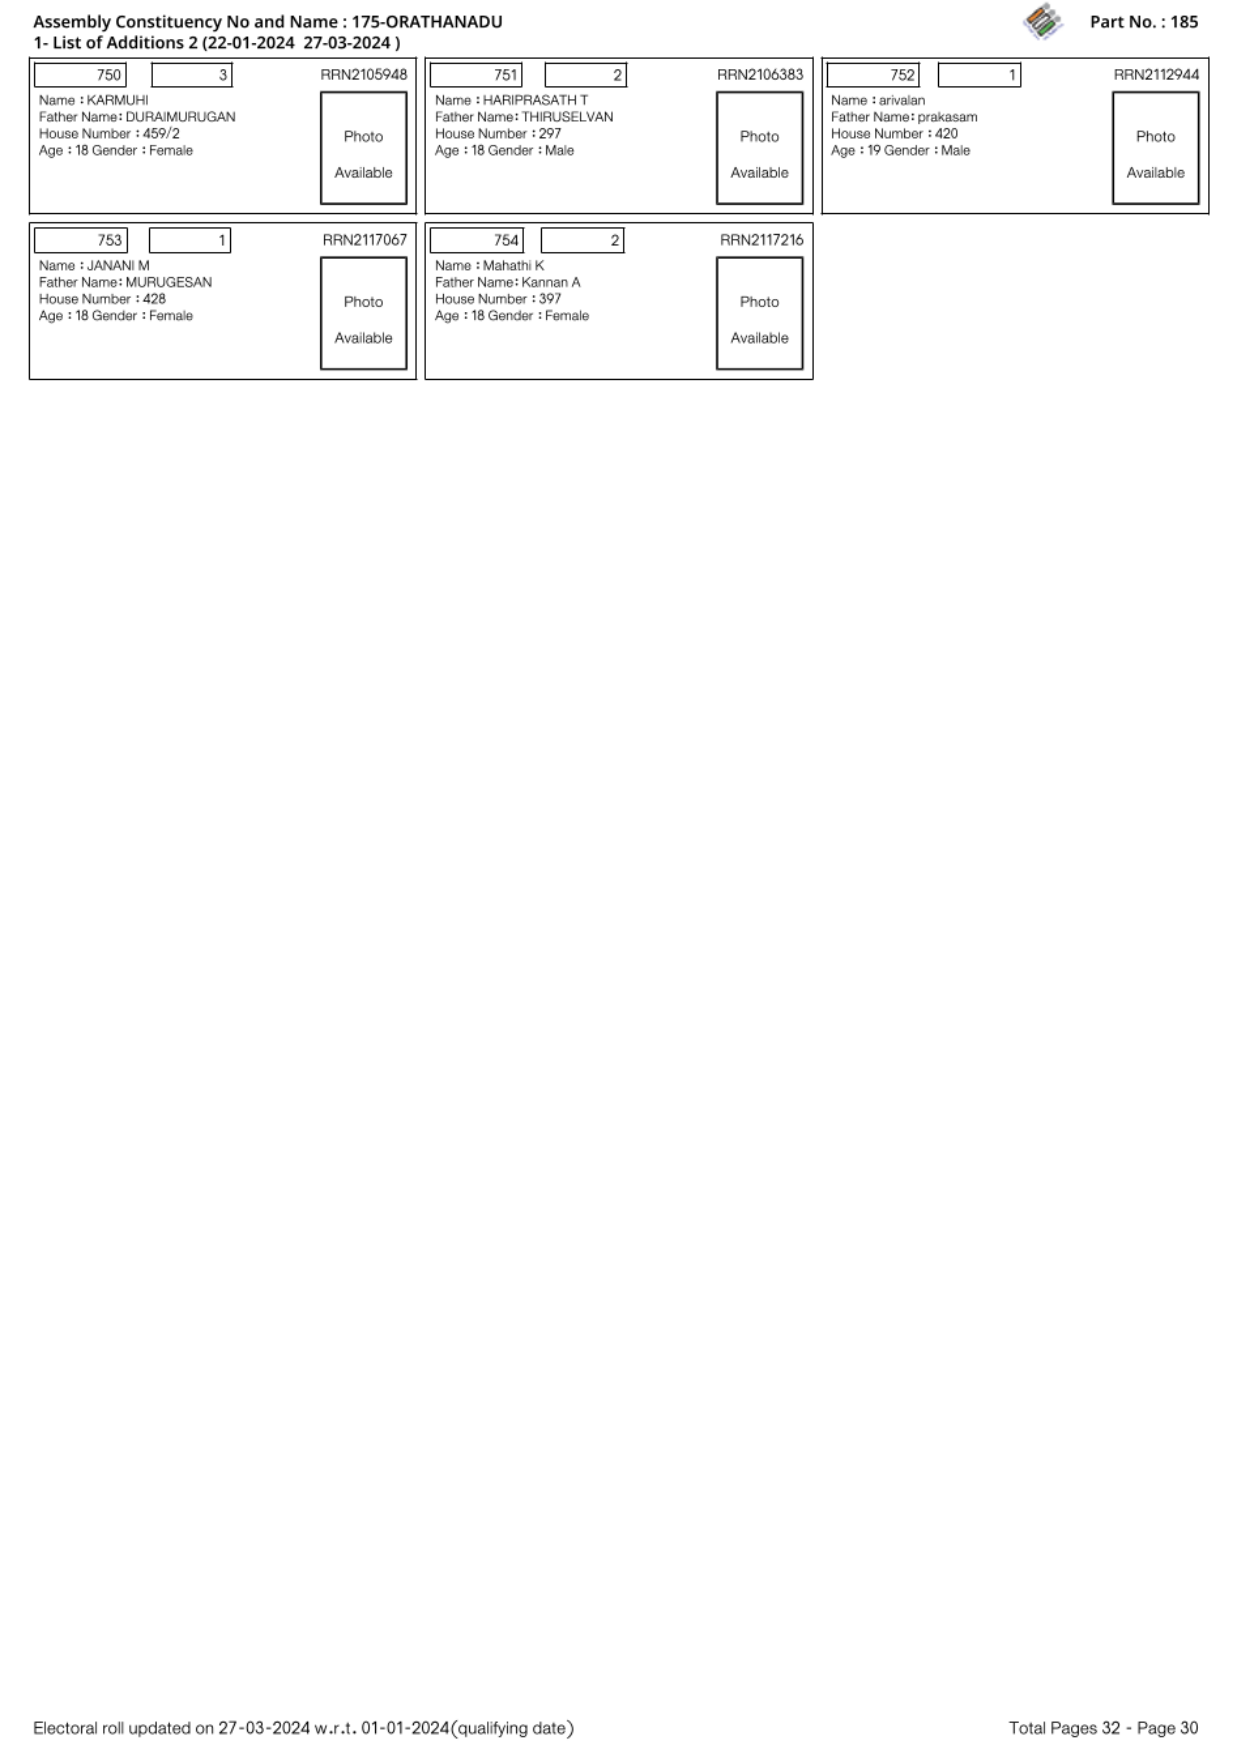 Assembly Constituency No and Name : 175-ORATHANADU
Part No. : 185
1- List of Additions 2 (22-01-2024 27-03-2024 )
750 3 RRN2105948
Name : KARMUHI
Father Name: DURAIMURUGAN
House Number : 459/2
Age : 18 Gender : Female
Photo
Available
751 2 RRN2106383
Name : HARIPRASATH T
Father Name: THIRUSELVAN
House Number : 297
Age : 18 Gender : Male
Photo
Available
752 1 RRN2112944
Name : arivalan
Father Name: prakasam
House Number : 420
Age : 19 Gender : Male
Photo
Available
753 1 RRN2117067
Name : JANANI M
Father Name: MURUGESAN
House Number : 428
Age : 18 Gender : Female
Photo
Available
754 2 RRN2117216
Name : Mahathi K
Father Name: Kannan A
House Number : 397
Age : 18 Gender : Female
Photo
Available
Electoral roll updated on 27-03-2024 w.r.t. 01-01-2024(qualifying date)
Total Pages 32 - Page 30